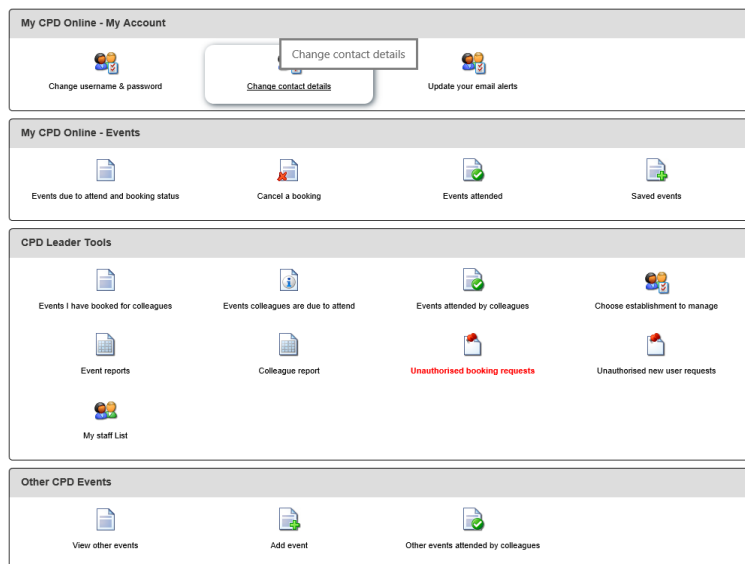 My CPD Online - My Account
Change contact details
Change username & password
Change contact details
Update your email alerts
My CPD Online - Events
Events due to attend and booking status
Cancel a booking
Events attended
Saved events
CPD Leader Tools
Events I have booked for colleagues
Events colleagues are due to attend
Events attended by colleagues
Choose establishment to manage
Event reports
Colleague report
Unauthorised booking requests
Unauthorised new user requests
My staff List
Other CPD Events
View other events
Add event
Other events attended by colleagues